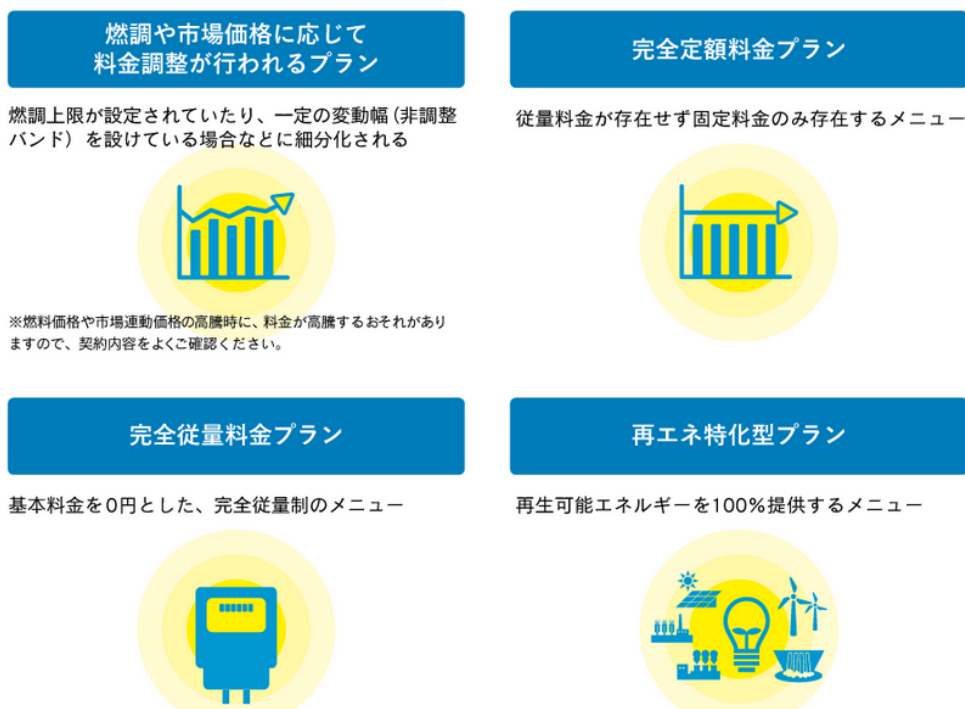 燃調や市場価格に応じて
料金調整が行われるプラン
燃調上限が設定されていたり、一定の変動幅(非調整
バンド)を設けている場合などに細分化される
※燃料価格や市場連動価格の高騰時に、料金が高騰するおそれがあり
ますので、契約内容をよくご確認ください。
完全定額料金プラン
従量料金が存在せず固定料金のみ存在するメニュー
完全従量料金プラン
基本料金を0円とした、完全従量制のメニュー
再エネ特化型プラン
再生可能エネルギーを100%提供するメニュー